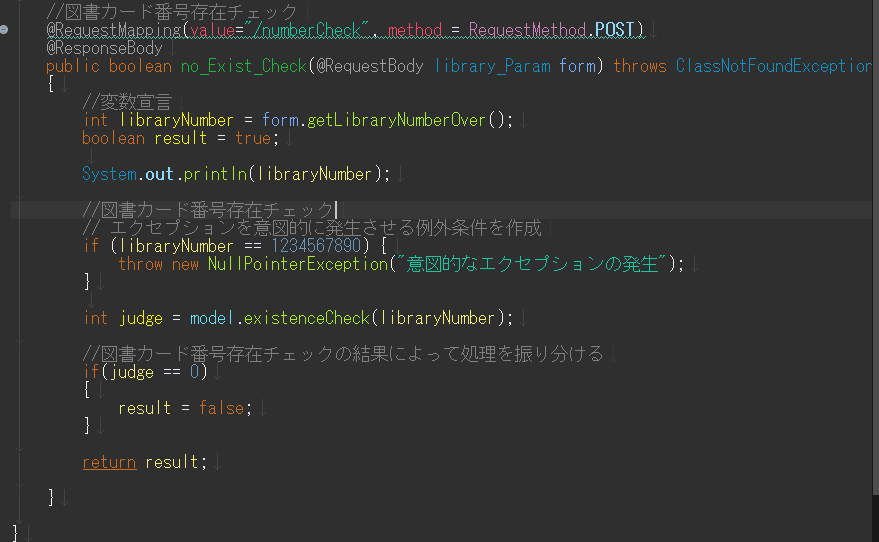 //図書カード番号存在チェック
@RequestMapping(value="/numberCheck", method = RequestMethod.POST)
@ResponseBody
public boolean no_Exist_Check(@RequestBody library_Param form) throws ClassNotFoundException
{
//変数宣言
int libraryNumber = form.getLibraryNumberOver();
boolean result = true;
System.out.println(libraryNumber);
//図書カード番号存在チェック
// エクセプションを意図的に発生させる例外条件を作成
if (libraryNumber == 1234567890) {
throw new NullPointerException("意図的なエクセプションの発生");
}
int judge = model.existenceCheck(libraryNumber);
//図書カード番号存在チェックの結果によって処理を振り分ける
if(judge == 0)
{
result = false;
}
return result;
}
}